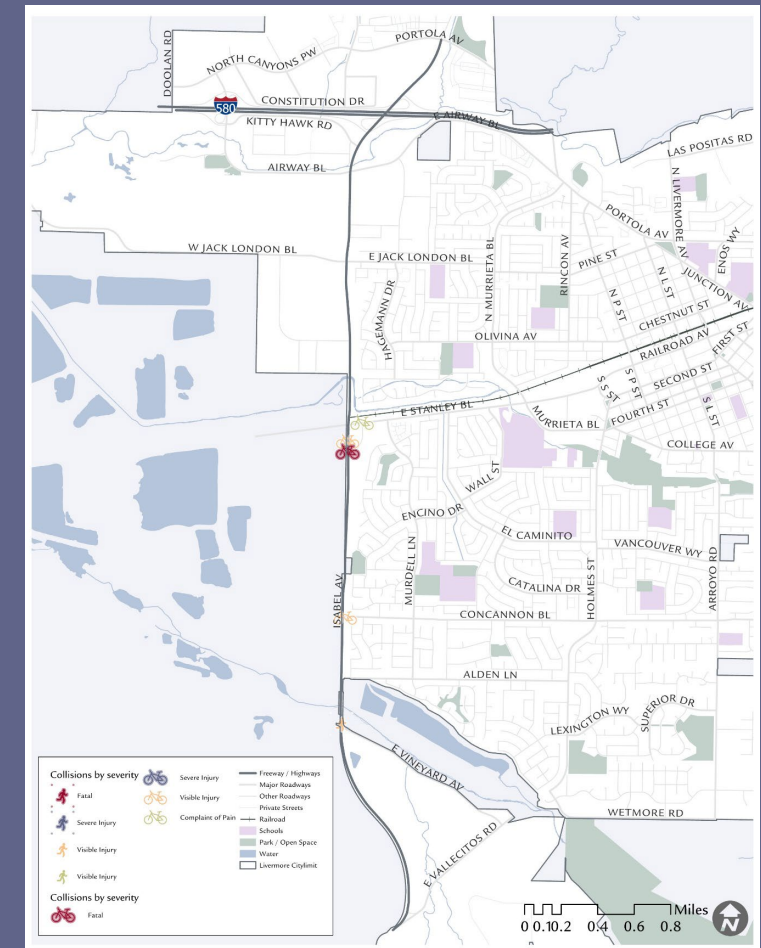 DOOLAN RD
NORTH CANYONS PW
PORTOLA AV
580
CONSTITUTION DR
KITTY HAWK RD
E AIRWAY BL
AIRWAY BL
LAS POSITAS RD
N LIVERMORE AV
PORTOLA AV
ENOS WY
W JACK LONDON BL
E JACK LONDON BL
N MURRIETA BL
RINCON AV
PINE ST
N L ST
JUNCTION AV
N P ST
HAGEMANN DR
CHESTNUT ST
OLIVINA AV
RAILROAD AV
FIRST ST
SECOND ST
S S ST
S P ST
S L ST
E STANLEY BL
MURRIETA BL
FOURTH ST
COLLEGE AV
WALL ST
ENCINO DR
EL CAMINITO
VANCOUVER WY
MURDELL LN
CATALINA DR
HOLMES ST
ARROYO RD
ISABEL AV
CONCANNON BL
ALDEN LN
LEXINGTON WY
SUPERIOR DR
E VINEYARD AV
WETMORE RD
E VALLECITOS RD
Collisions by severity
Fatal
Severe Injury
Visible Injury
Visible Injury
Collisions by severity
Fatal
Severe Injury
Visible Injury
Complaint of Pain
Freeway / Highways
Major Roadways
Other Roadways
Private Streets
Railroad
Schools
Park / Open Space
Water
Livermore Citylimit
Miles
0 0.10.2 0.4 0.6 0.8
N